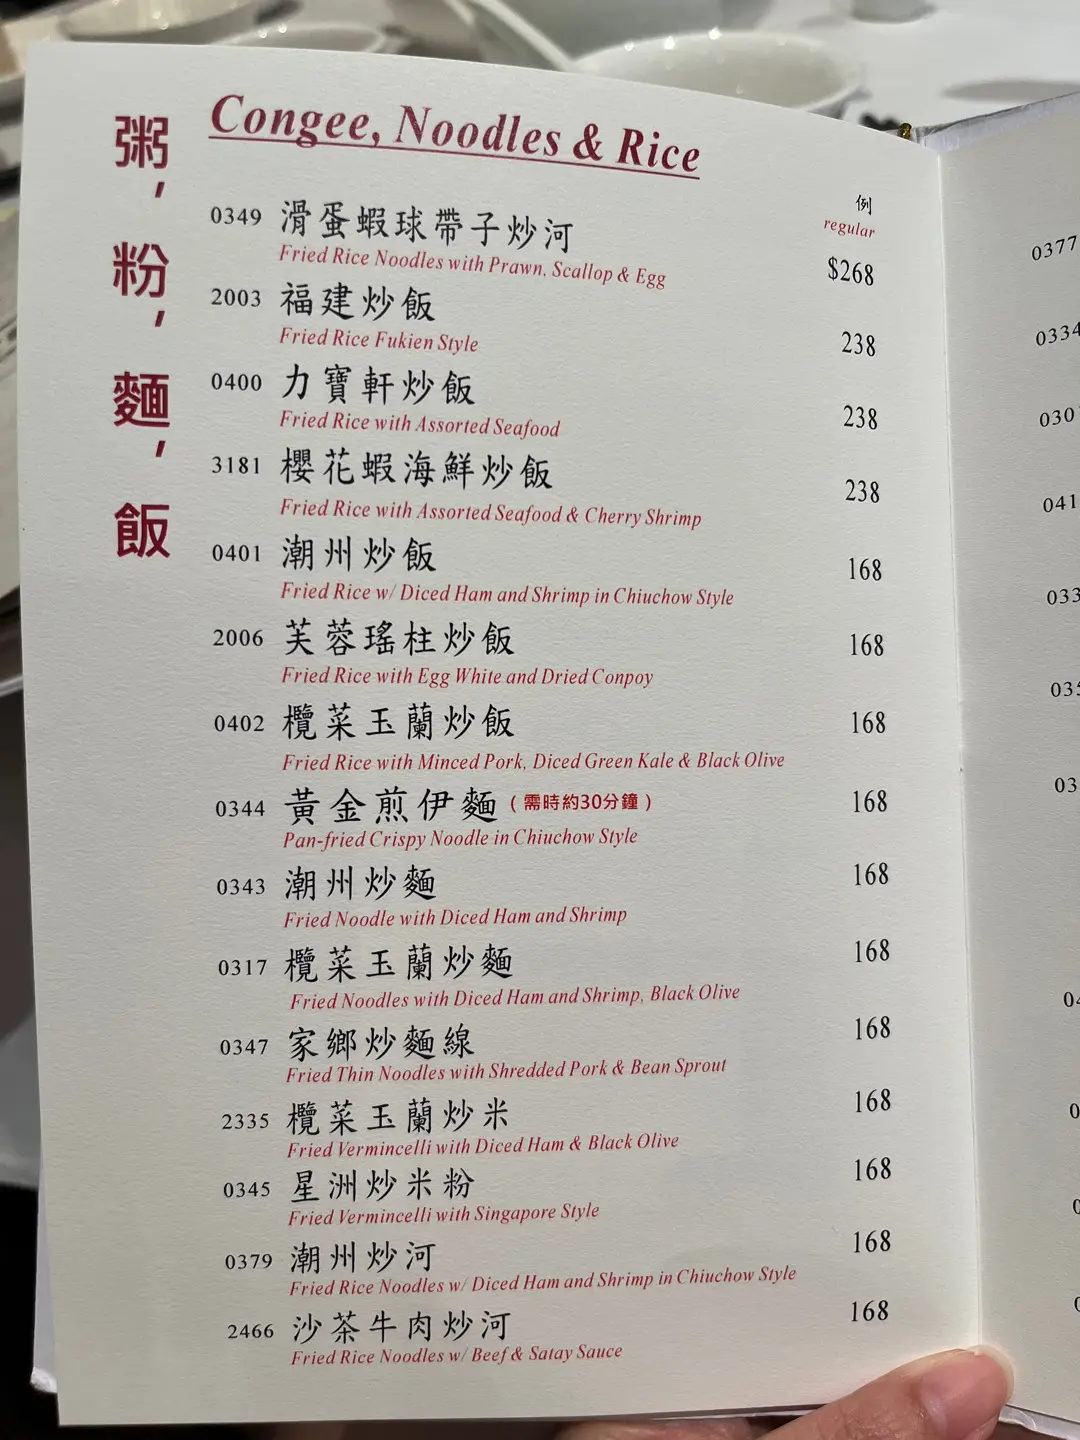 粥，粉，麵，飯
Congee, Noodles & Rice
例
regular
0349 滑蛋蝦球帶子炒河 $268
Fried Rice Noodles with Prawn, Scallop & Egg
2003 福建炒飯 238
Fried Rice Fukien Style
0400 力寶軒炒飯 238
Fried Rice with Assorted Seafood
3181 櫻花蝦海鮮炒飯 238
Fried Rice with Assorted Seafood & Cherry Shrimp
0401 潮州炒飯 168
Fried Rice w/ Diced Ham and Shrimp in Chiuchow Style
2006 芙蓉瑤柱炒飯 168
Fried Rice with Egg White and Dried Conpoy
0402 欖菜玉蘭炒飯 168
Fried Rice with Minced Pork, Diced Green Kale & Black Olive
0344 黃金煎伊麵（需時約30分鐘） 168
Pan-fried Crispy Noodle in Chiuchow Style
0343 潮州炒麵 168
Fried Noodle with Diced Ham and Shrimp
0317 欖菜玉蘭炒麵 168
Fried Noodles with Diced Ham and Shrimp, Black Olive
0347 家鄉炒麵線 168
Fried Thin Noodles with Shredded Pork & Bean Sprout
2335 欖菜玉蘭炒米 168
Fried Vermincelli with Diced Ham & Black Olive
0345 星洲炒米粉 168
Fried Vermincelli with Singapore Style
0379 潮州炒河 168
Fried Rice Noodles w/ Diced Ham and Shrimp in Chiuchow Style
2466 沙茶牛肉炒河 168
Fried Rice Noodles w/ Beef & Satay Sauce
0377
0334